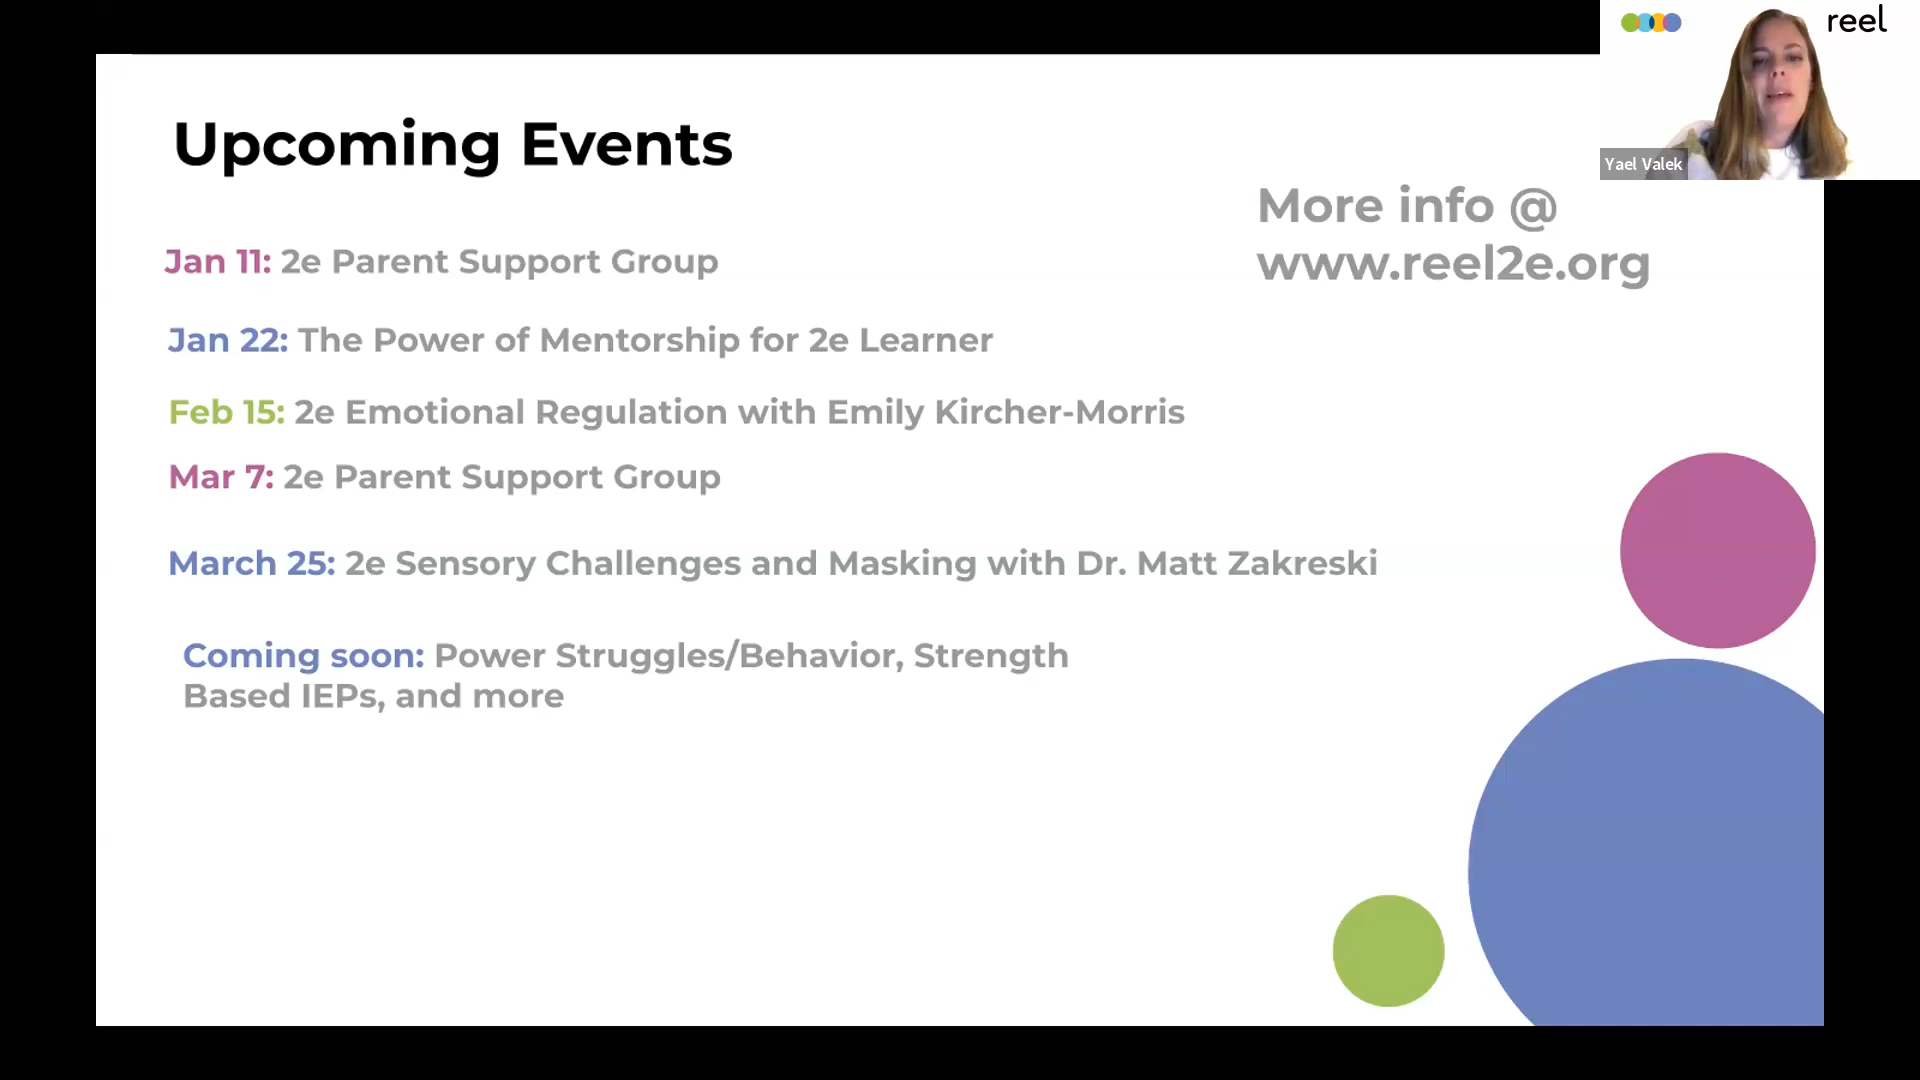 reel
Yael Valek
Upcoming Events
More info @
www.reel2e.org
Jan 11: 2e Parent Support Group
Jan 22: The Power of Mentorship for 2e Learner
Feb 15: 2e Emotional Regulation with Emily Kircher-Morris
Mar 7: 2e Parent Support Group
March 25: 2e Sensory Challenges and Masking with Dr. Matt Zakreski
Coming soon: Power Struggles/Behavior, Strength
Based IEPs, and more